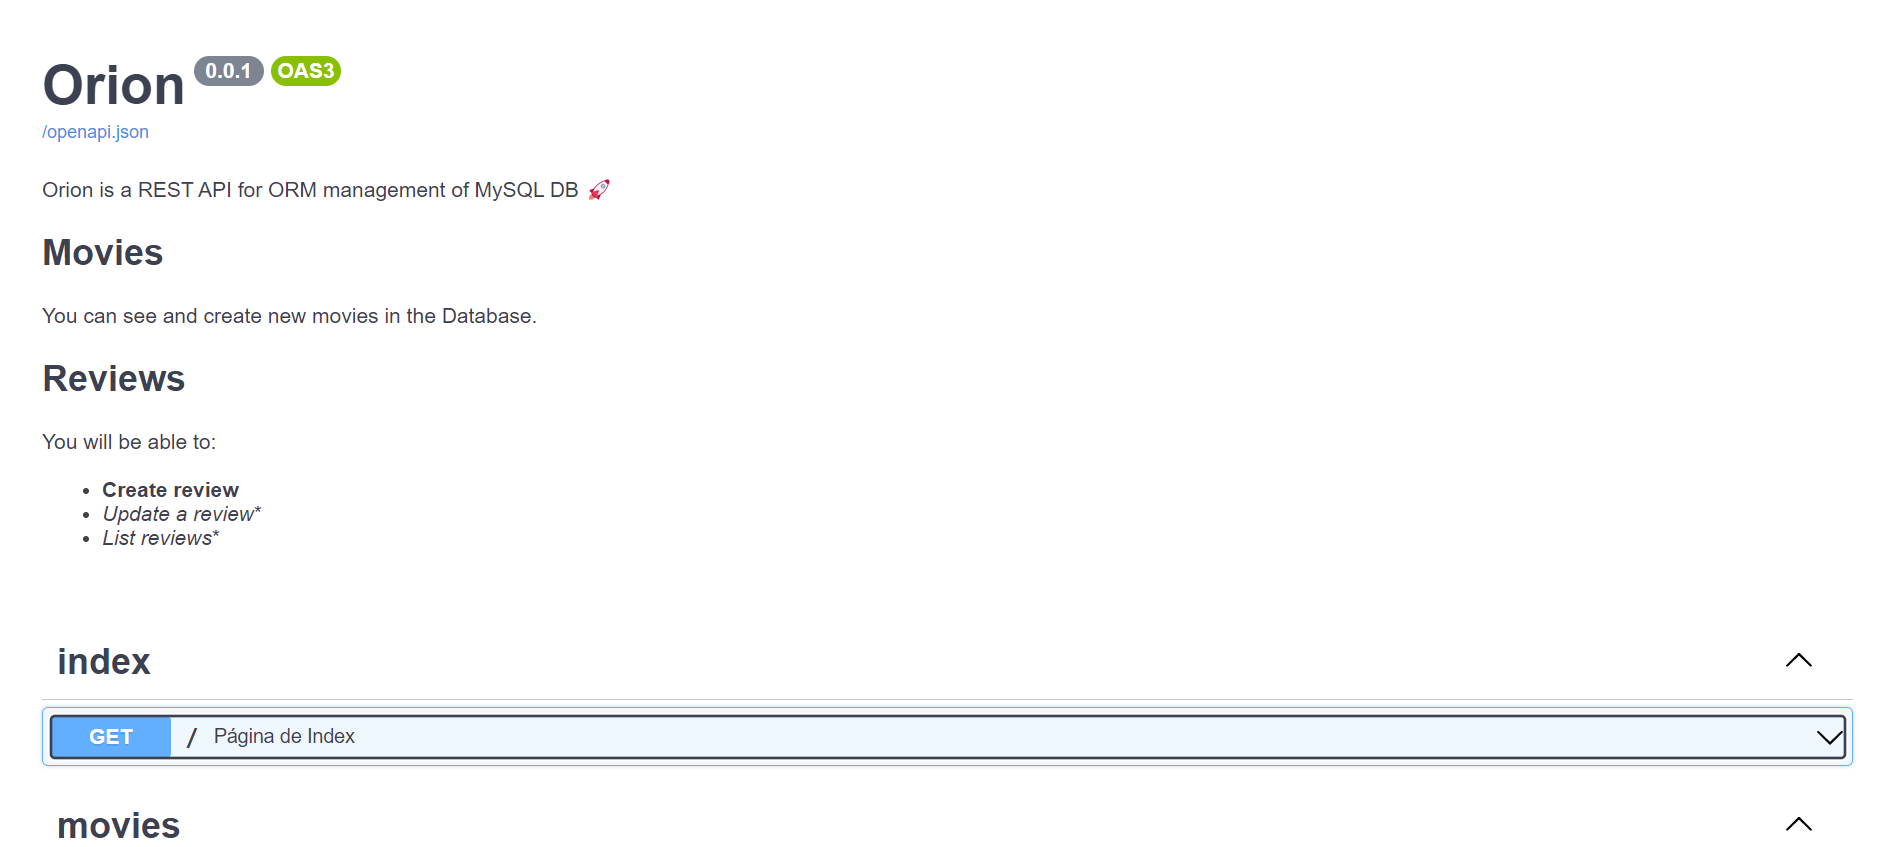 Orion 0.0.1 OAS3
/openapi.json
Orion is a REST API for ORM management of MySQL DB 🚀
Movies
You can see and create new movies in the Database.
Reviews
You will be able to:
• Create review
• Update a review*
• List reviews*
index
GET / Página de Index
movies